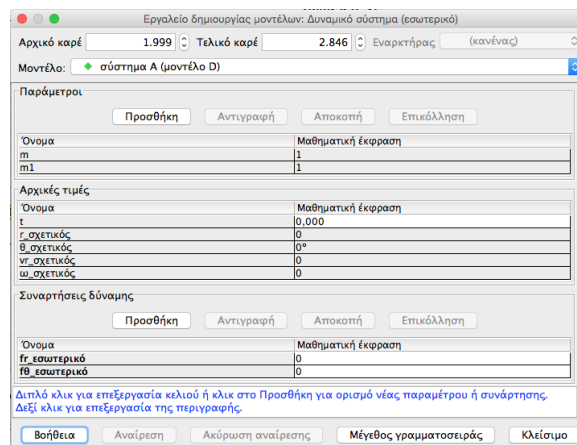 Εργαλείο δημιουργίας μοντέλων: Δυναμικό σύστημα (εσωτερικό)
Αρχικό καρέ 1.999 Τελικό καρέ 2.846 Εναρκτήρας (κανένας)
Μοντέλο: σύστημα A (μοντέλο D)
Παράμετροι
Προσθήκη Αντιγραφή Αποκοπή Επικόλληση
Όνομα Μαθηματική έκφραση
m 1
m1 1
Αρχικές τιμές
Όνομα Μαθηματική έκφραση
t 0,000
r_σχετικός 0
θ_σχετικός 0°
vr_σχετικός 0
ω_σχετικός 0
Συναρτήσεις δύναμης
Προσθήκη Αντιγραφή Αποκοπή Επικόλληση
Όνομα Μαθηματική έκφραση
fr_εσωτερικό 0
fθ_εσωτερικό 0
Διπλό κλικ για επεξεργασία κελιού ή κλικ στο Προσθήκη για ορισμό νέας παραμέτρου ή συνάρτησης.
Δεξί κλικ για επεξεργασία της περιγραφής.
Βοήθεια Αναίρεση Ακύρωση αναίρεσης Μέγεθος γραμματοσειράς Κλείσιμο